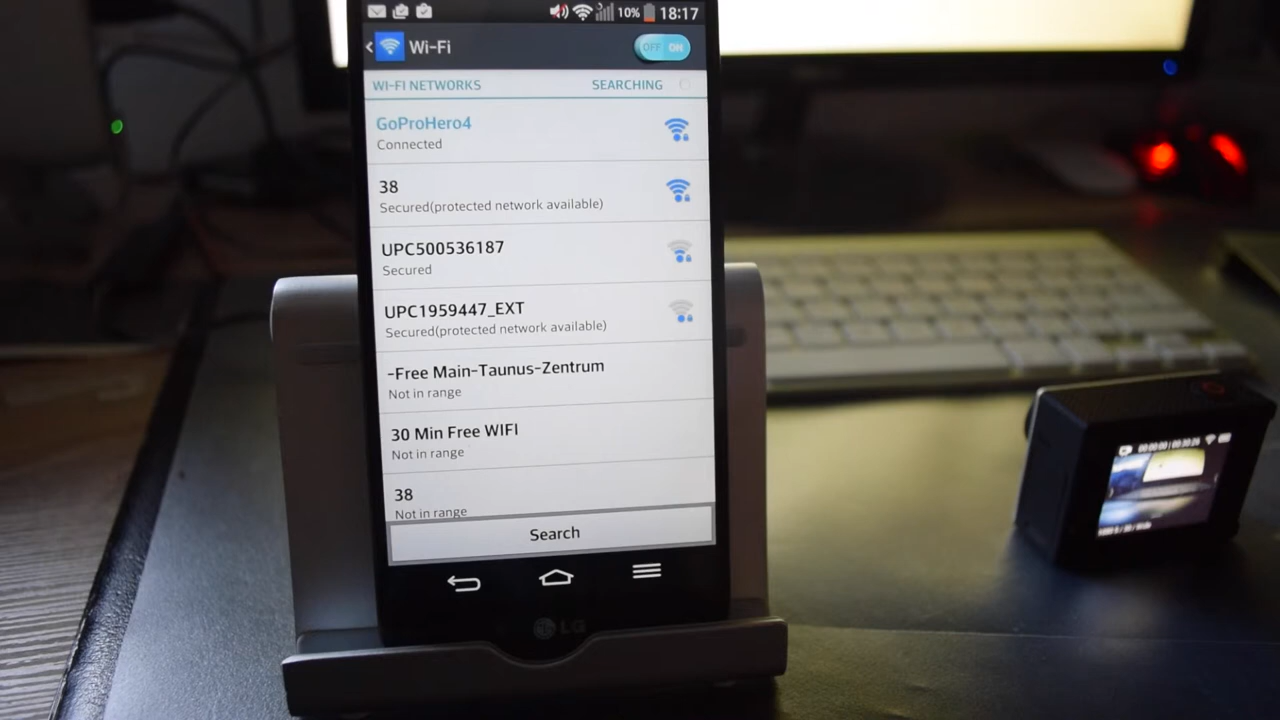 10% 18:17
Wi-Fi OFF ON
WI-FI NETWORKS SEARCHING
GoProHero4
Connected
38
Secured(protected network available)
UPC500536187
Secured
UPC1959447_EXT
Secured(protected network available)
-Free Main-Taunus-Zentrum
Not in range
30 Min Free WIFI
Not in range
38
Not in range
Search
LG